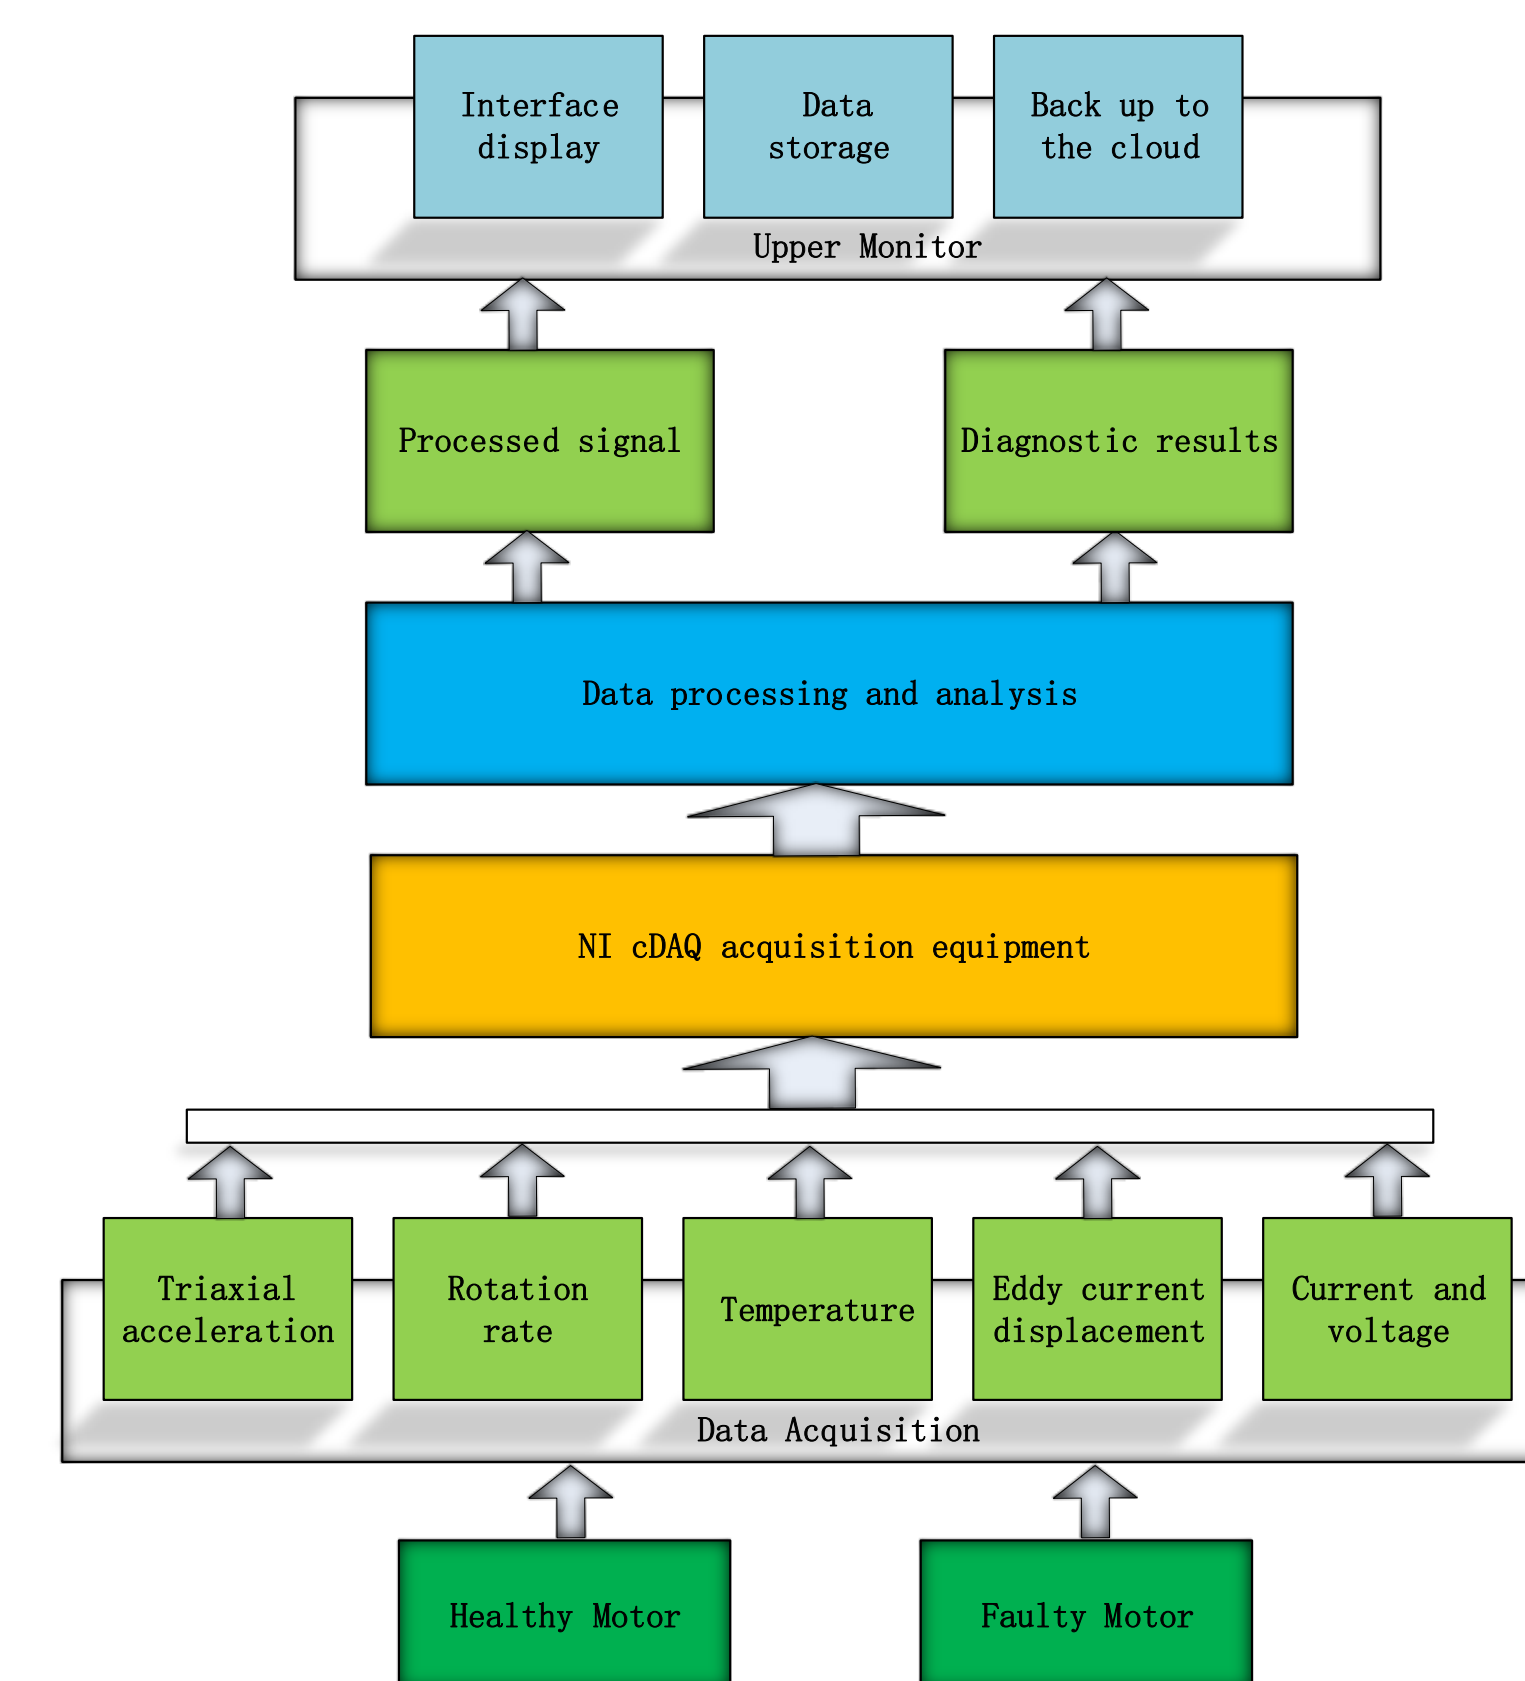 Interface
display
Data
storage
Back up to
the cloud
Upper Monitor
Processed signal
Diagnostic results
Data processing and analysis
NI cDAQ acquisition equipment
Triaxial
acceleration
Rotation
rate
Temperature
Eddy current
displacement
Current and
voltage
Data Acquisition
Healthy Motor
Faulty Motor